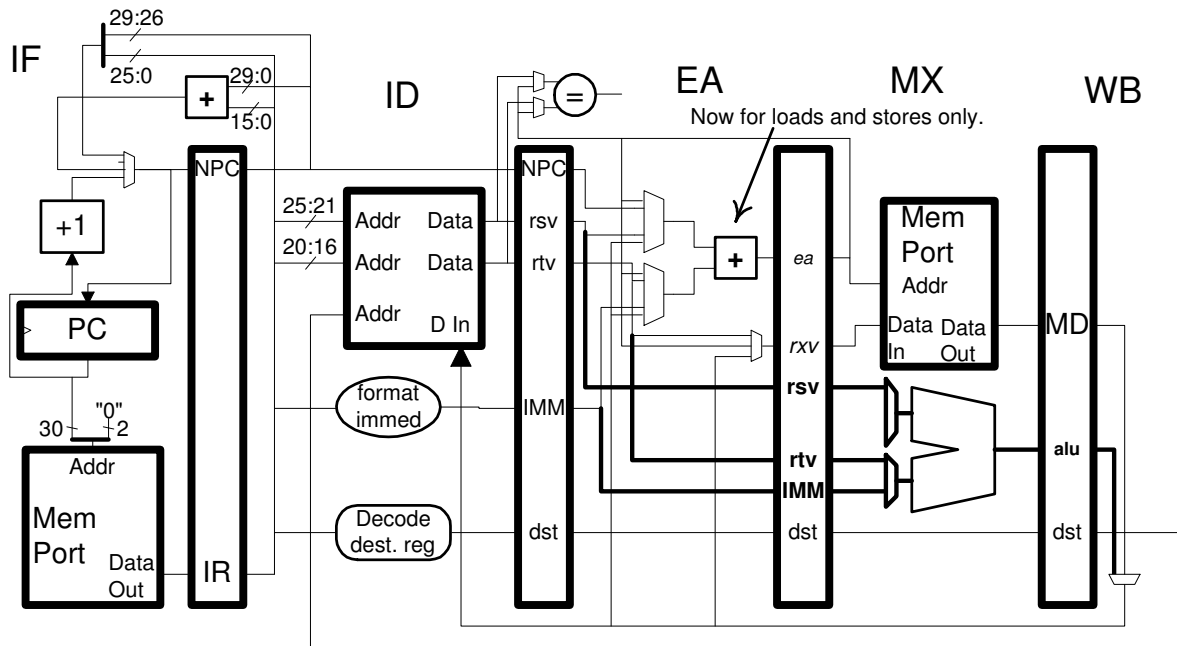 29:26
25:0
IF
+
29:0
15:0
ID
=
EA
MX
WB
Now for loads and stores only.
NPC
NPC
+1
25:21
20:16
Addr
Data
Addr
Data
Addr
D In
rsv
rtv
+
ea
Mem
Port
Addr
Data
In
Data
Out
MD
PC
rxv
format
immed
IMM
rsv
rtv
IMM
alu
30
"0"
2
Addr
Mem
Port
Data
Out
IR
Decode
dest. reg
dst
dst
dst